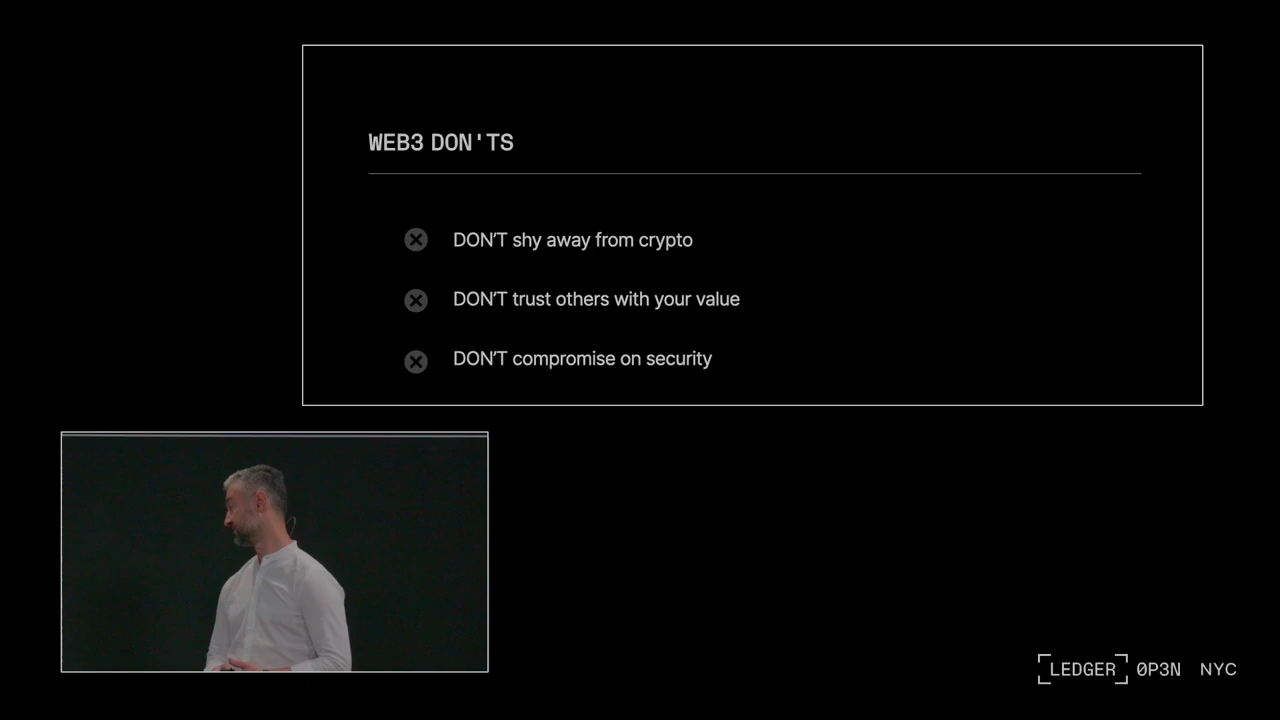 WEB3 DON'TS
DON'T shy away from crypto
DON'T trust others with your value
DON'T compromise on security
LEDGER 0P3N NYC